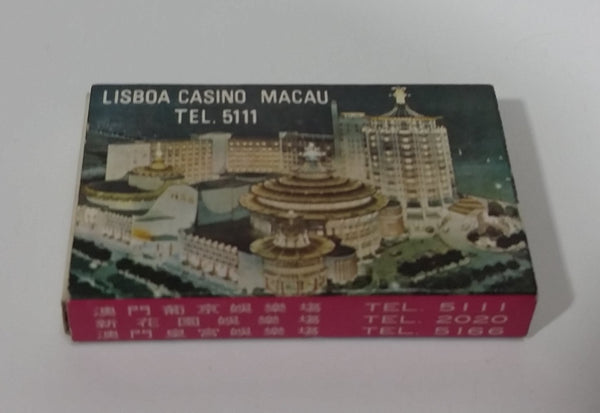 LISBOA CASINO MACAU
TEL. 5111
澳門葡京娛樂場 TEL. 5111
新花園娛樂場 TEL. 2020
澳門皇宮娛樂場 TEL. 5166